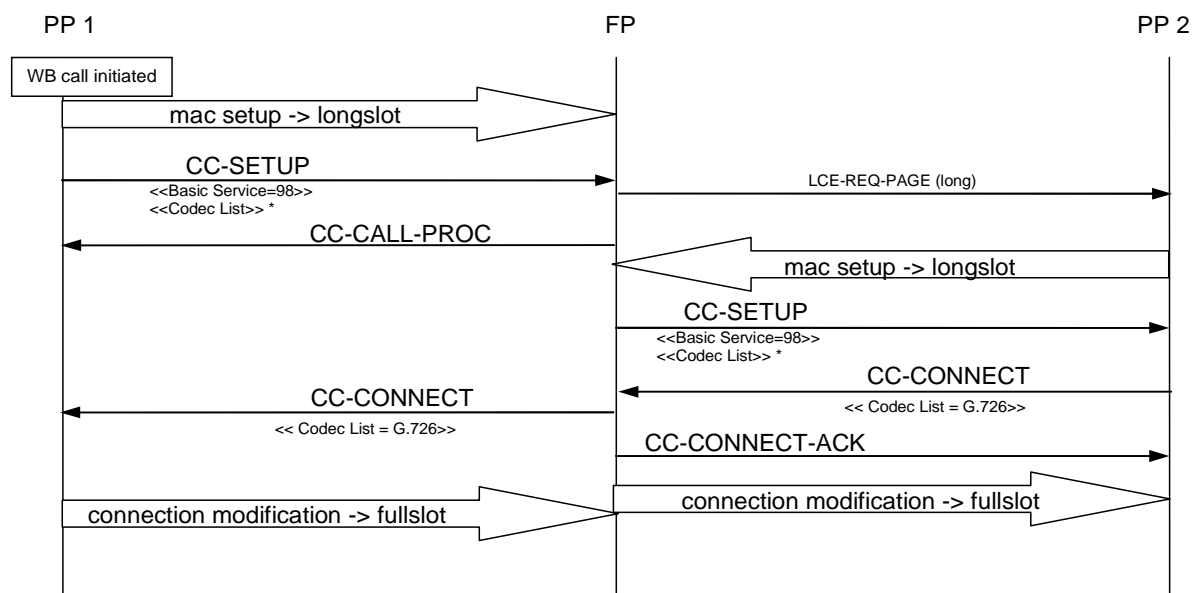 PP 1
FP
PP 2
WB call initiated
mac setup -> longslot
CC-SETUP
<<Basic Service=98>>
<<Codec List>> *
LCE-REQ-PAGE (long)
CC-CALL-PROC
mac setup -> longslot
CC-SETUP
<<Basic Service=98>>
<<Codec List>> *
CC-CONNECT
<< Codec List = G.726>>
CC-CONNECT
<< Codec List = G.726>>
CC-CONNECT-ACK
connection modification -> fullslot
connection modification -> fullslot